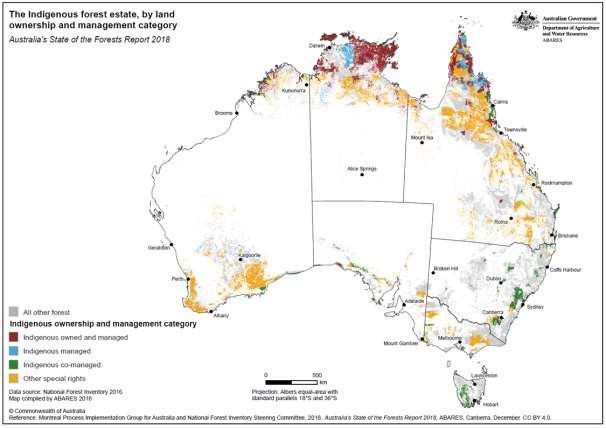 The Indigenous forest estate, by land
ownership and management category
Australia's State of the Forests Report 2018
Australian Government
Department of Agriculture
and Water Resources
ABARES
Darwin
Kununurra
Broome
Cairns
Townsville
Mount Isa
Alice Springs
Rockhampton
Roma
Brisbane
Geraldton
Kalgoorlie
Perth
Albany
Broken Hill
Dubbo
Coffs Harbour
Adelaide
Sydney
Canberra
Mount Gambier
Melbourne
Launceston
Hobart
All other forest
Indigenous ownership and management category
Indigenous owned and managed
Indigenous managed
Indigenous co-managed
Other special rights
0 500
km
Projection: Albers equal-area with
standard parallels 18°S and 36°S
Data source: National Forest Inventory 2016
Map compiled by ABARES 2018
© Commonwealth of Australia
Reference: Montreal Process Implementation Group for Australia and National Forest Inventory Steering Committee, 2018, Australia's State of the Forests Report 2018, ABARES, Canberra, December. CC BY 4.0.